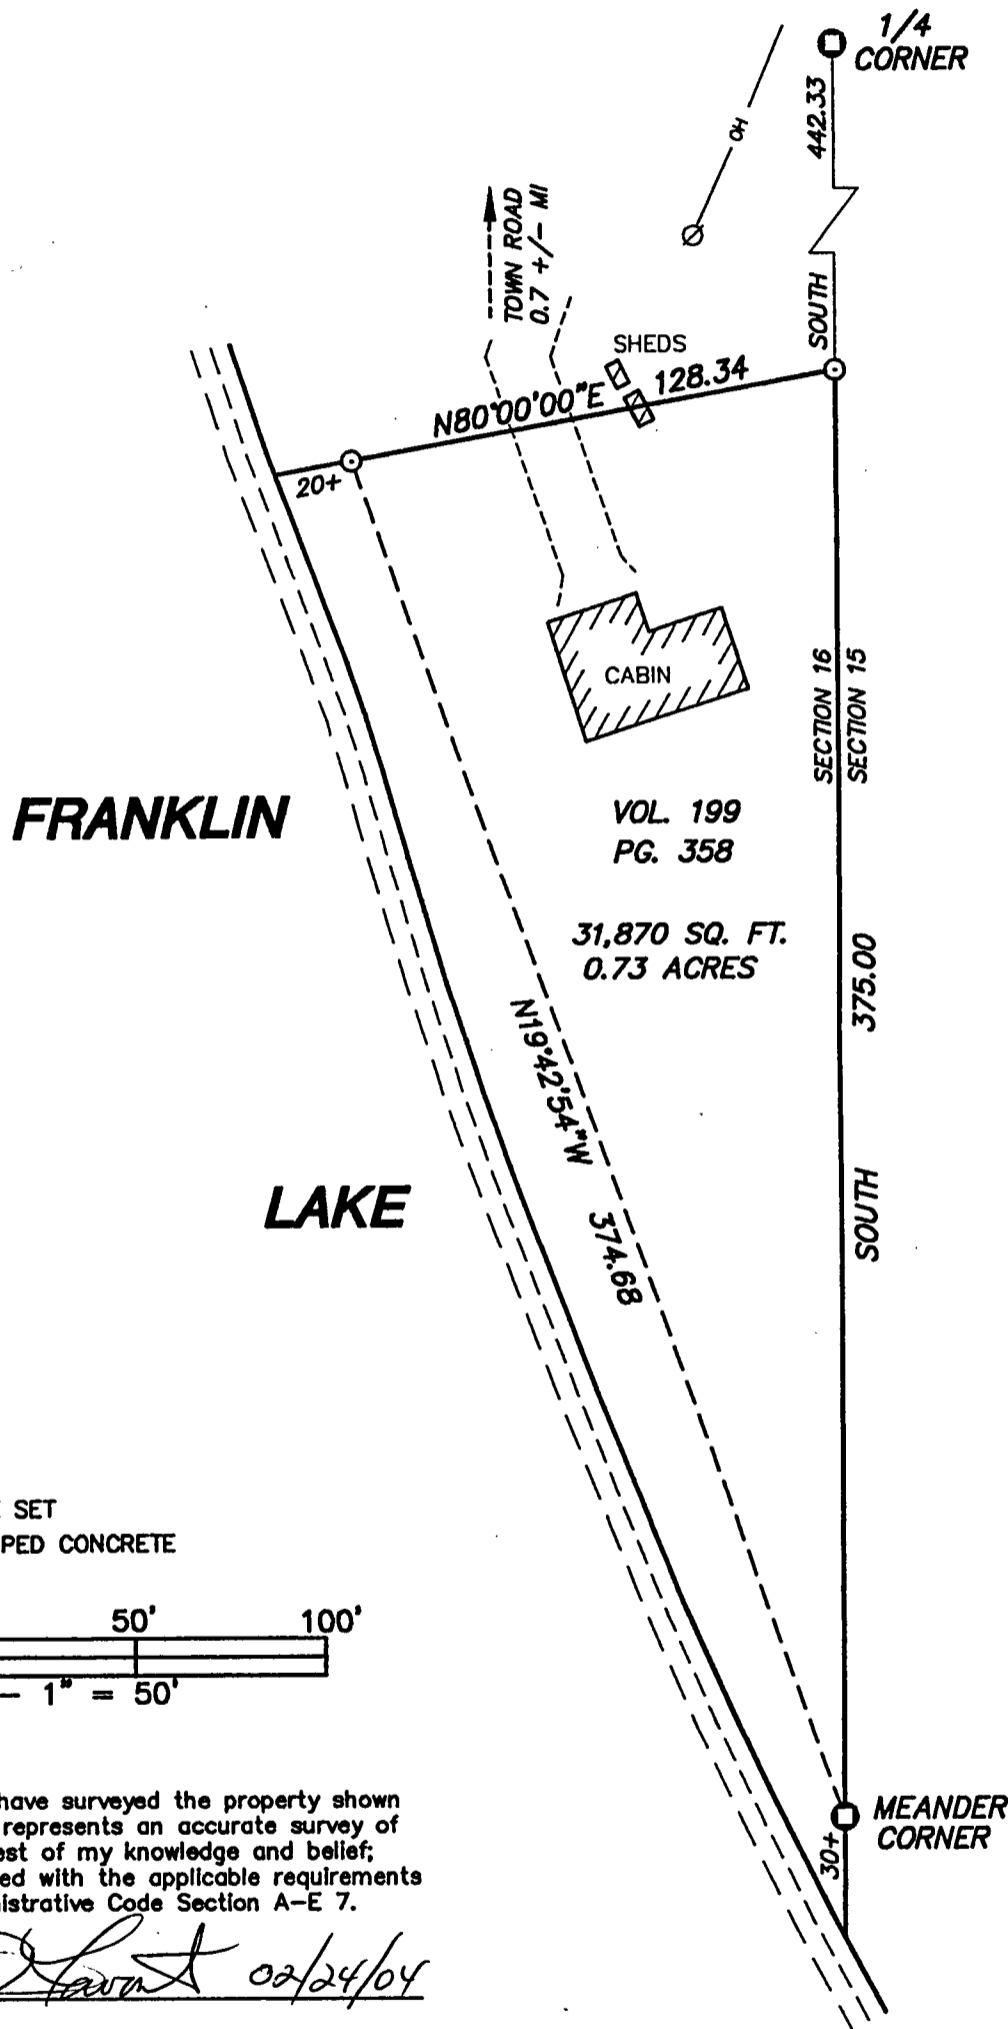 1/4
CORNER
442.33
OH
TOWN ROAD
0.7 +/- MI
SOUTH
SHEDS
N80°00'00"E 128.34
20+
CABIN
SECTION 16
SECTION 15
FRANKLIN
VOL. 199
PG. 358
31,870 SQ. FT.
0.73 ACRES
375.00
N19°42'54"W 374.68
SOUTH
LAKE
SET
PED CONCRETE
50' 100'
- 1" = 50'
have surveyed the property shown
represents an accurate survey of
est of my knowledge and belief;
ed with the applicable requirements
istrative Code Section A-E 7.
MEANDER
CORNER
30+
02/24/04